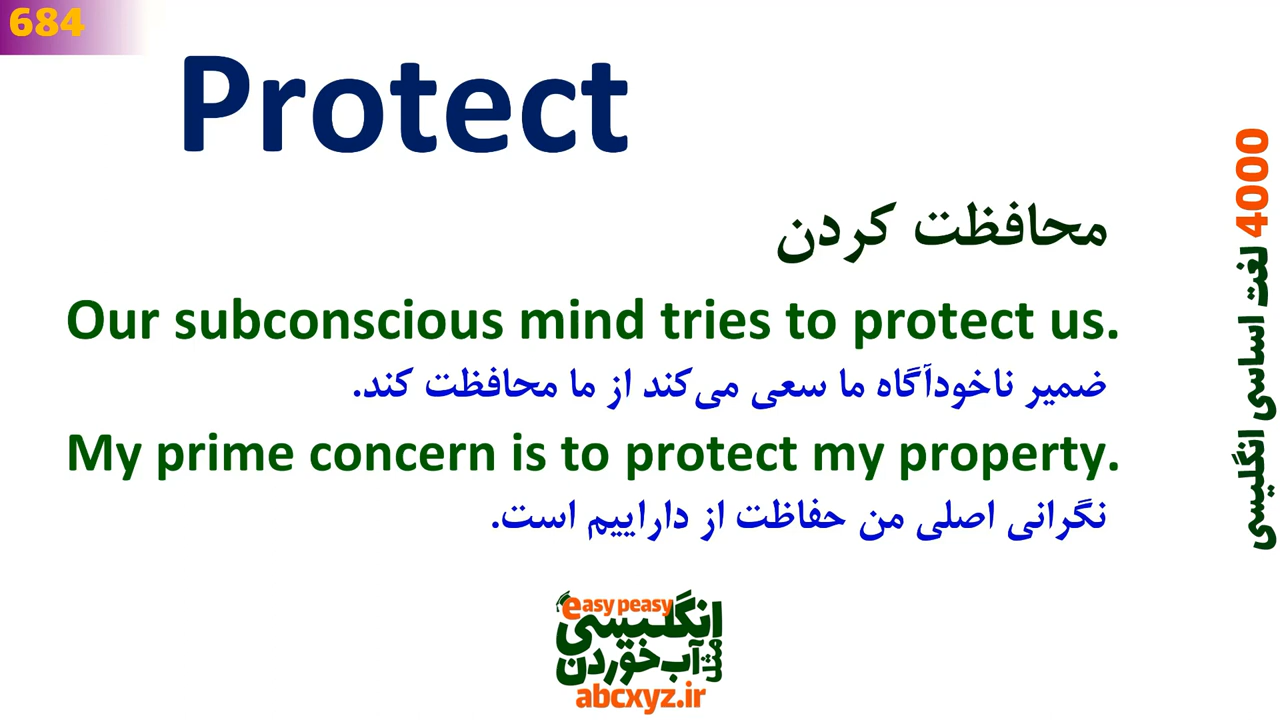 684
Protect
محافظت کردن
Our subconscious mind tries to protect us.
ضمیر ناخودآگاه ما سعی می‌کند از ما محافظت کند.
My prime concern is to protect my property.
نگرانی اصلی من حفاظت از داراییم است.
4000 لغت اساسی انگلیسی
easy peasy
انگلیسی
مثل آب خوردن
abcxyz.ir